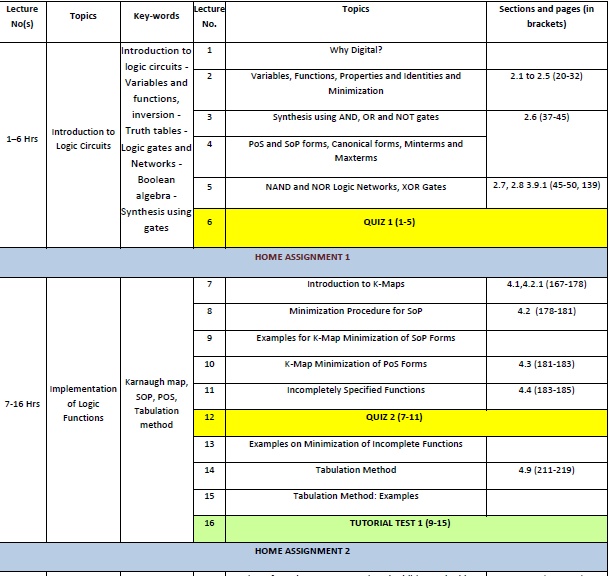 Lecture No(s) Topics Key-words Lecture No. Topics Sections and pages (in brackets)
1–6 Hrs
Introduction to
Logic Circuits
Introduction to
logic circuits -
Variables and
functions,
inversion -
Truth tables -
Logic gates and
Networks -
Boolean
algebra -
Synthesis using
gates
1 Why Digital?
2 Variables, Functions, Properties and Identities and Minimization 2.1 to 2.5 (20-32)
3 Synthesis using AND, OR and NOT gates 2.6 (37-45)
4 PoS and SoP forms, Canonical forms, Minterms and Maxterms
5 NAND and NOR Logic Networks, XOR Gates 2.7, 2.8 3.9.1 (45-50, 139)
6 QUIZ 1 (1-5)
HOME ASSIGNMENT 1
7-16 Hrs
Implementation
of Logic
Functions
Karnaugh map,
SOP, POS,
Tabulation
method
7 Introduction to K-Maps 4.1,4.2.1 (167-178)
8 Minimization Procedure for SoP 4.2 (178-181)
9 Examples for K-Map Minimization of SoP Forms
10 K-Map Minimization of PoS Forms 4.3 (181-183)
11 Incompletely Specified Functions 4.4 (183-185)
12 QUIZ 2 (7-11)
13 Examples on Minimization of Incomplete Functions
14 Tabulation Method 4.9 (211-219)
15 Tabulation Method: Examples
16 TUTORIAL TEST 1 (9-15)
HOME ASSIGNMENT 2